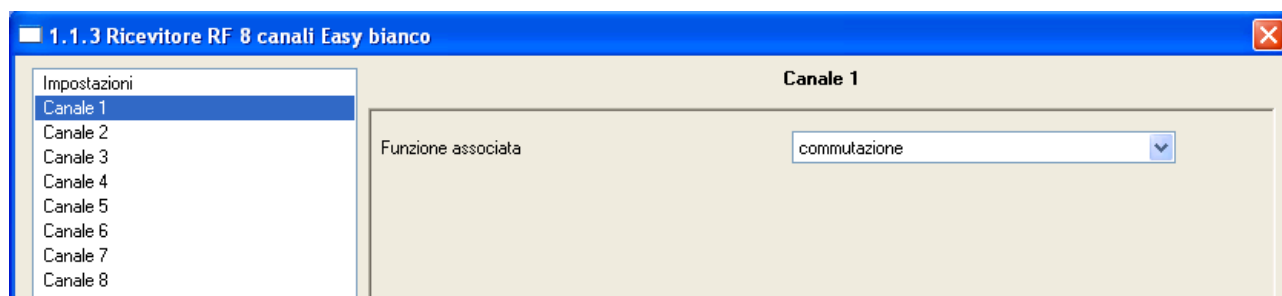 1.1.3 Ricevitore RF 8 canali Easy bianco
Impostazioni
Canale 1
Canale 2
Canale 3
Canale 4
Canale 5
Canale 6
Canale 7
Canale 8
Canale 1
Funzione associata
commutazione